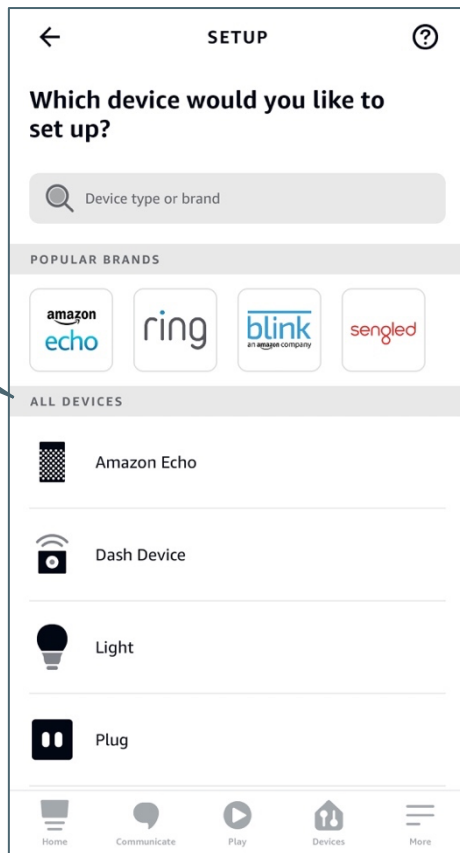 SETUP
Which device would you like to
set up?
Device type or brand
POPULAR BRANDS
amazon
echo
ring
blink
an amazon company
sengled
ALL DEVICES
Amazon Echo
Dash Device
Light
Plug
Home Communicate Play Devices More